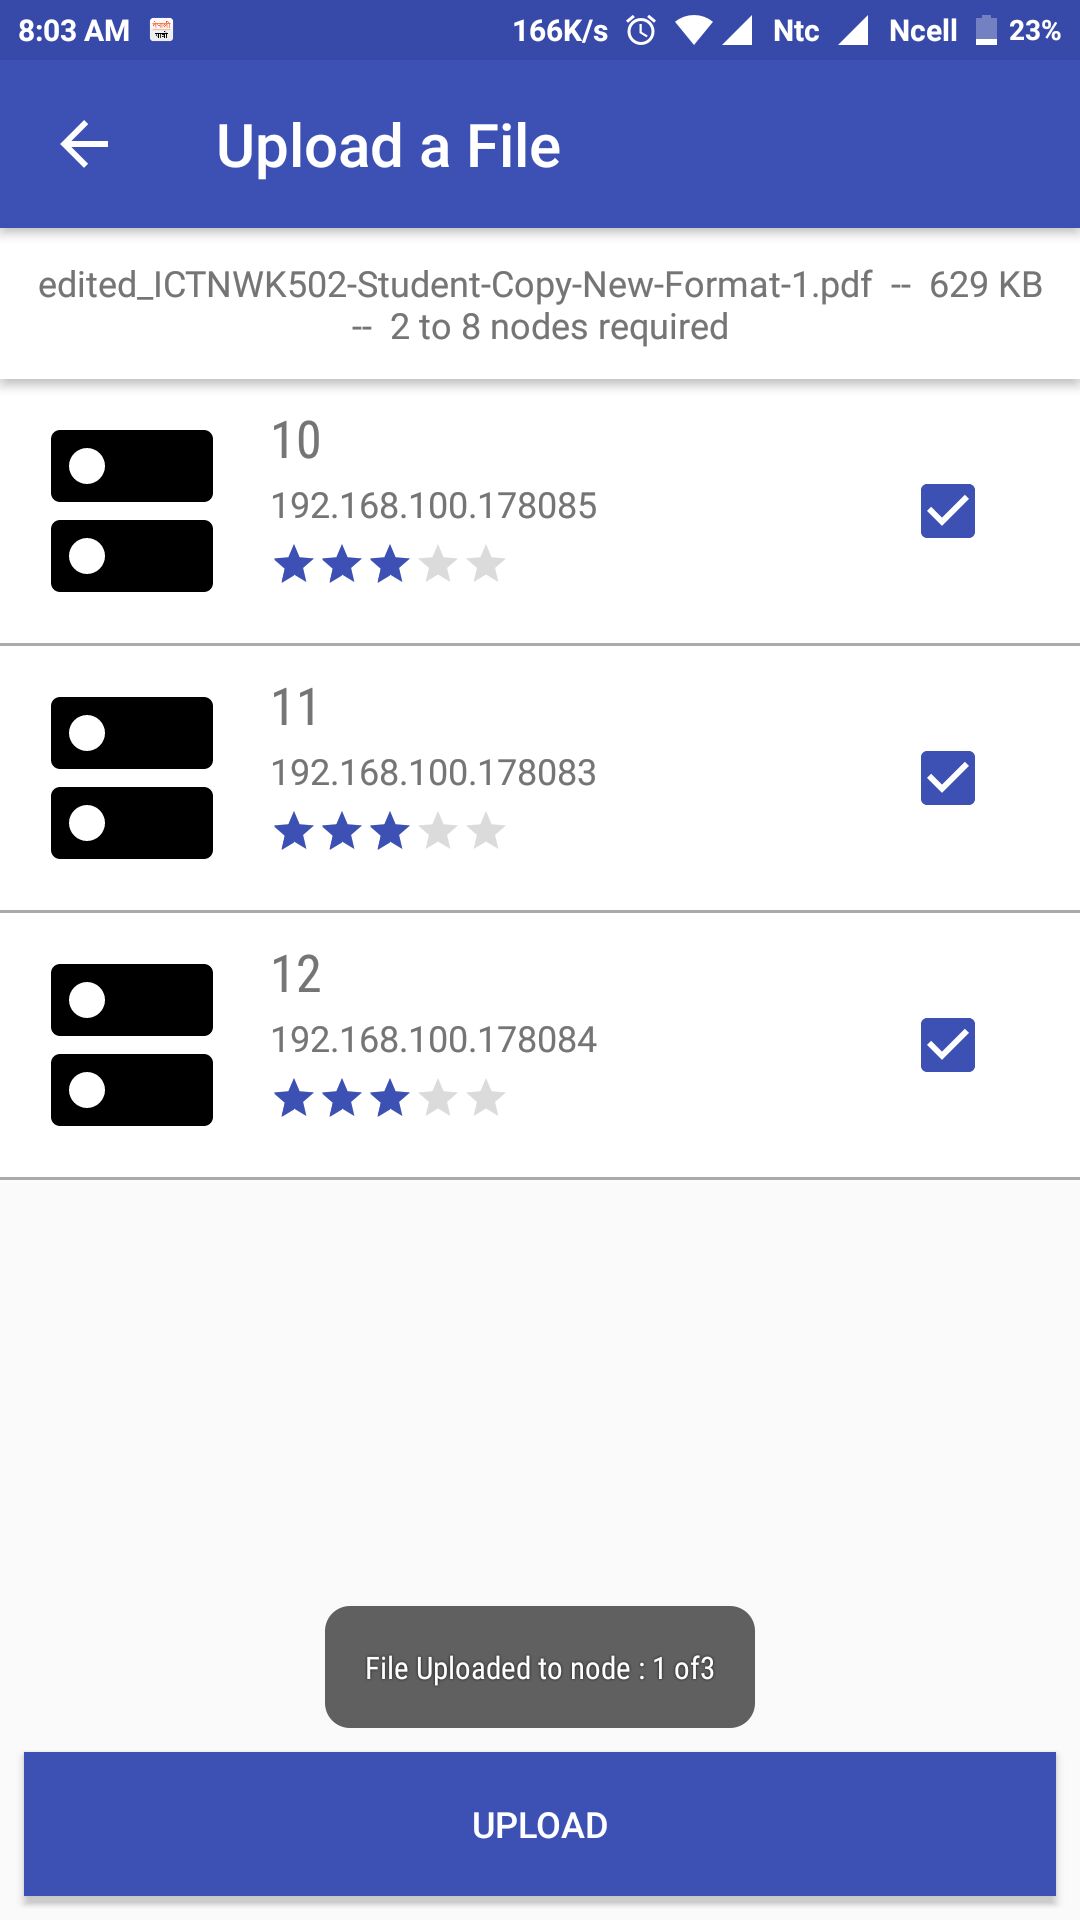 8:03 AM 166K/s Ntc Ncell 23%
Upload a File
edited_ICTNWK502-Student-Copy-New-Format-1.pdf -- 629 KB
-- 2 to 8 nodes required
10
192.168.100.178085
11
192.168.100.178083
12
192.168.100.178084
File Uploaded to node : 1 of3
UPLOAD